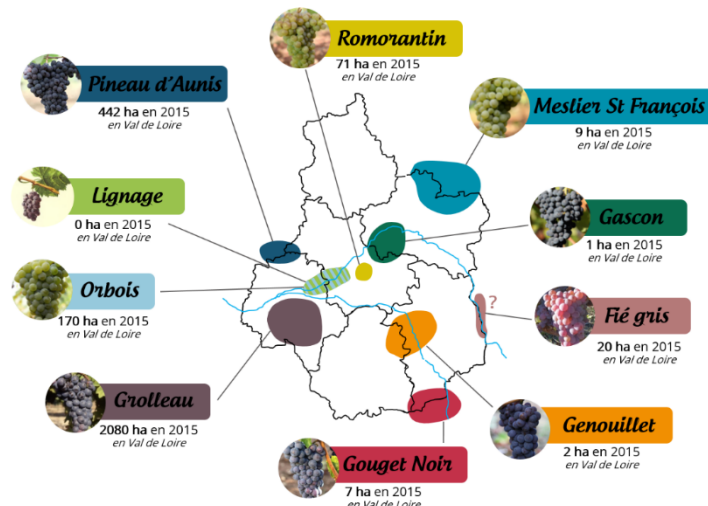 Romorantin
71 ha en 2015
en Val de Loire
Pineau d'Aunis
442 ha en 2015
en Val de Loire
Meslier St François
9 ha en 2015
en Val de Loire
Lignage
0 ha en 2015
en Val de Loire
Gascon
1 ha en 2015
en Val de Loire
Orbois
170 ha en 2015
en Val de Loire
?
Fié gris
20 ha en 2015
en Val de Loire
Grolleau
2080 ha en 2015
en Val de Loire
Genouillet
2 ha en 2015
en Val de Loire
Gouget Noir
7 ha en 2015
en Val de Loire